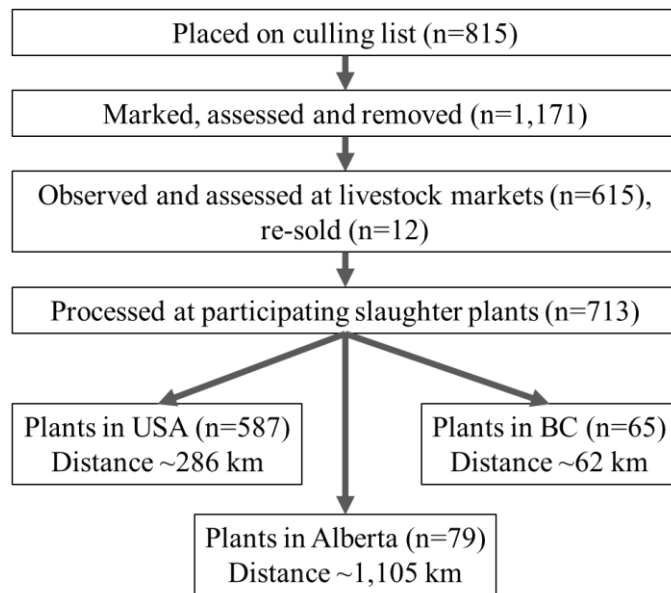 Placed on culling list (n=815)
Marked, assessed and removed (n=1,171)
Observed and assessed at livestock markets (n=615),
re-sold (n=12)
Processed at participating slaughter plants (n=713)
Plants in USA (n=587)
Distance ~286 km
Plants in BC (n=65)
Distance ~62 km
Plants in Alberta (n=79)
Distance ~1,105 km